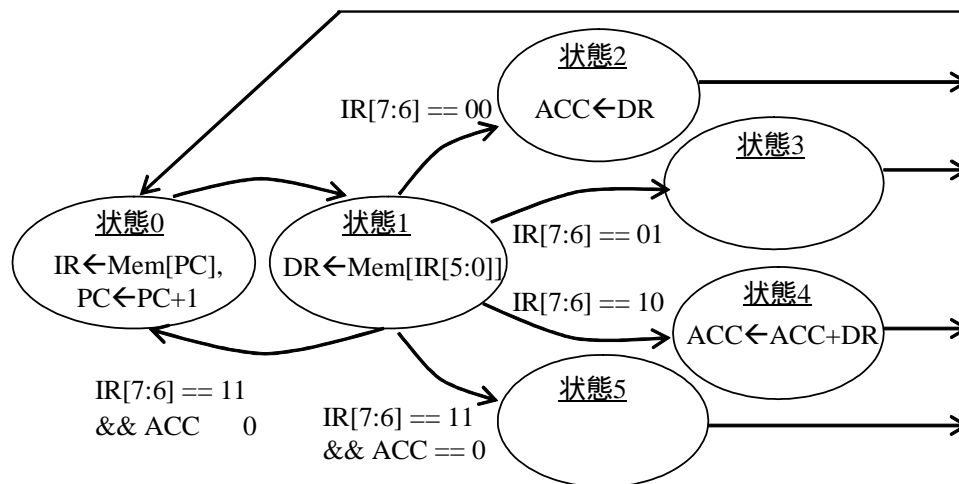 状態2
ACC←DR
IR[7:6] == 00
状態3
IR[7:6] == 01
状態0
IR←Mem[PC],
PC←PC+1
状態1
DR←Mem[IR[5:0]]
IR[7:6] == 10
状態4
ACC←ACC+DR
IR[7:6] == 11
&& ACC 0
IR[7:6] == 11
&& ACC == 0
状態5